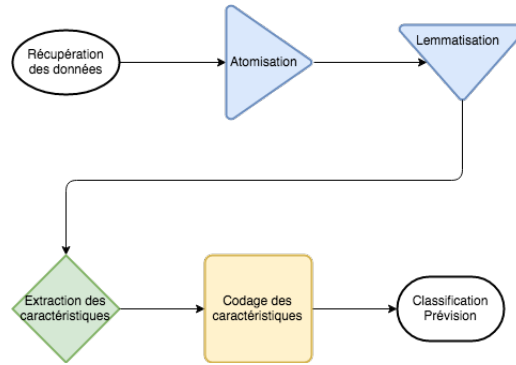 Récupération
des données
Atomisation
Lemmatisation
Extraction des
caractéristiques
Codage des
caractéristiques
Classification
Prévision